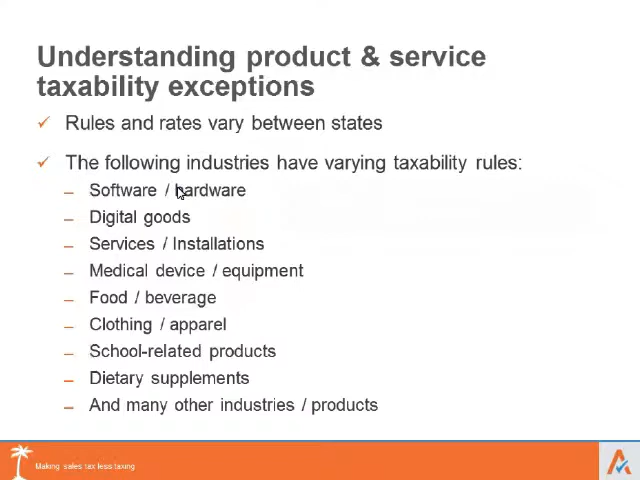 Understanding product & service
taxability exceptions
Rules and rates vary between states
The following industries have varying taxability rules:
Software / hardware
Digital goods
Services / Installations
Medical device / equipment
Food / beverage
Clothing / apparel
School-related products
Dietary supplements
And many other industries / products
Making sales tax less taxing